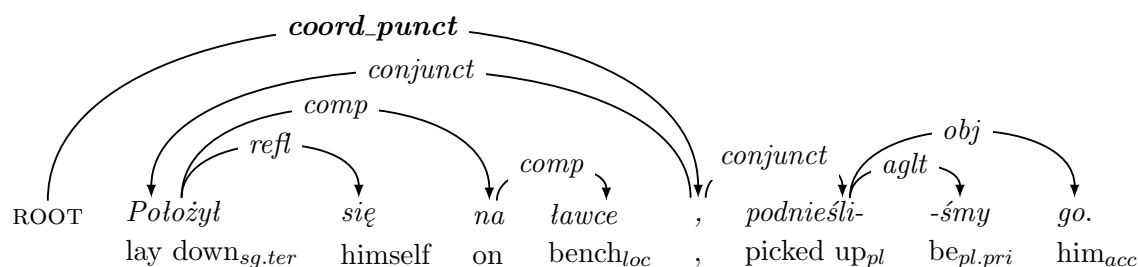 coord_punct
conjunct
comp
obj
refl
conjunct
comp
aglt
ROOT Położył się na ławce , podnieśli- -śmy go.
lay down sg.ter himself on bench loc , picked up pl be pl.pri him acc